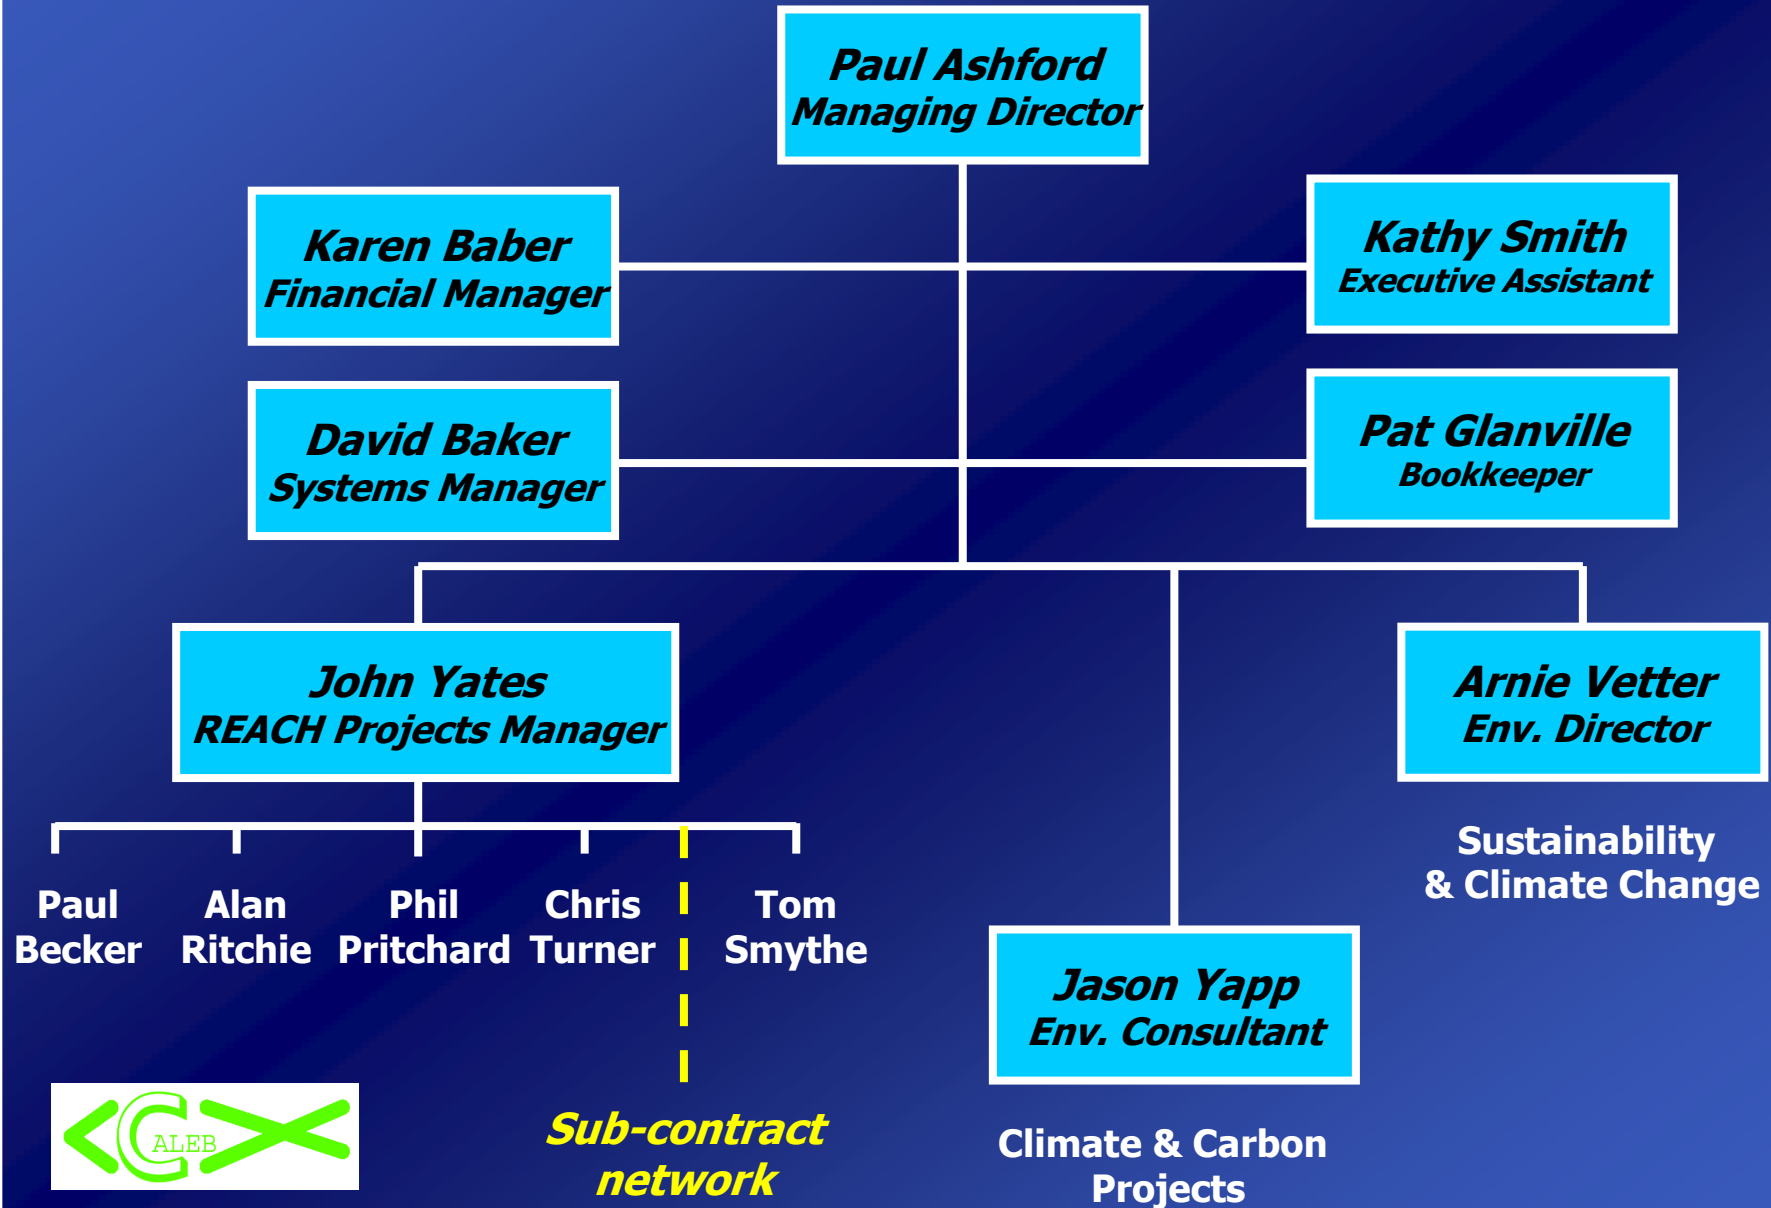 Paul Ashford
Managing Director
Karen Baber
Financial Manager
Kathy Smith
Executive Assistant
David Baker
Systems Manager
Pat Glanville
Bookkeeper
John Yates
REACH Projects Manager
Arnie Vetter
Env. Director
Sustainability
& Climate Change
Paul
Becker
Alan
Ritchie
Phil
Pritchard
Chris
Turner
Tom
Smythe
Jason Yapp
Env. Consultant
Climate & Carbon
Projects
Sub-contract
network
CALEB